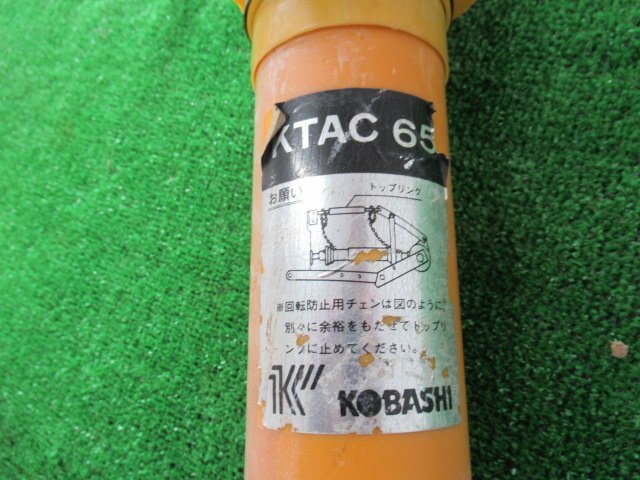 KTAC 65
お願い
トップリンク
※回転防止用チェンは図のように
別々に余裕をもたせてトップリ
ンクに止めてください。
KOBASHI